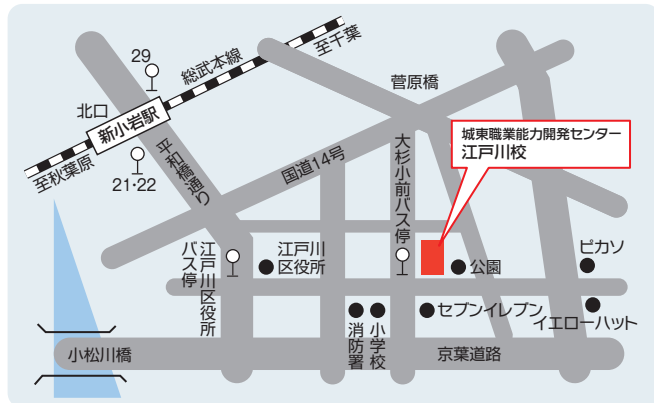 29
総武本線
至千葉
北口
新小岩駅
至秋葉原
21・22
平和橋通り
国道14号
菅原橋
大杉小前バス停
城東職業能力開発センター
江戸川校
江戸川区役所
バス停
江戸川
区役所
公園
ピカソ
セブンイレブン
イエローハット
消防署
小学校
小松川橋
京葉道路